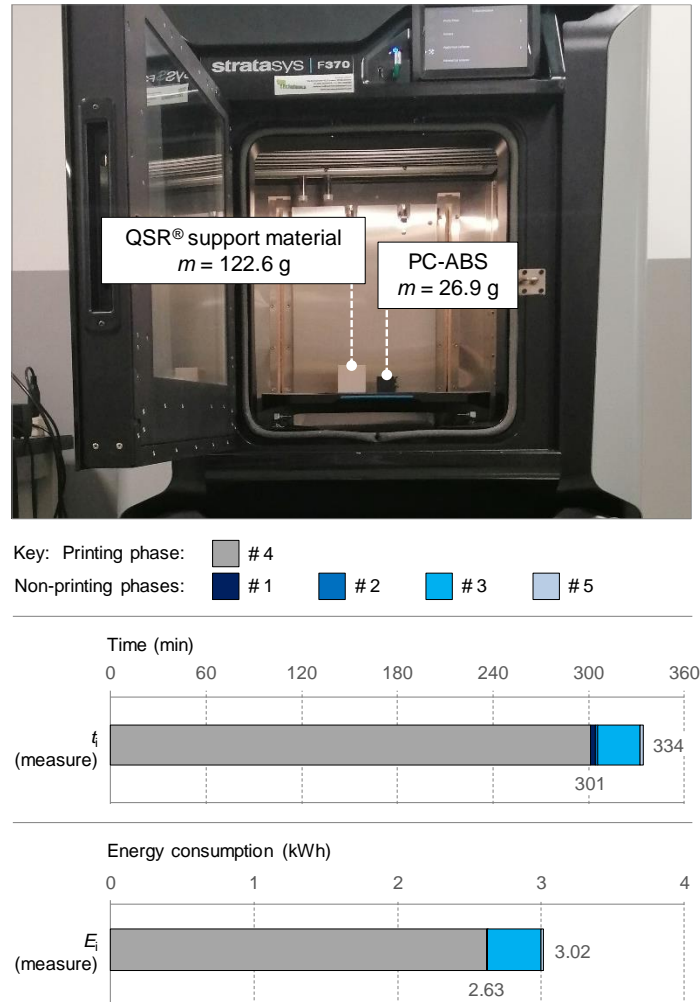 stratasys | F370
QSR® support material
m = 122.6 g
PC-ABS
m = 26.9 g
Key: Printing phase: # 4
Non-printing phases: # 1 # 2 # 3 # 5
Time (min)
0 60 120 180 240 300 360
tᵢ
(measure)
334
301
Energy consumption (kWh)
0 1 2 3 4
Eᵢ
(measure)
3.02
2.63